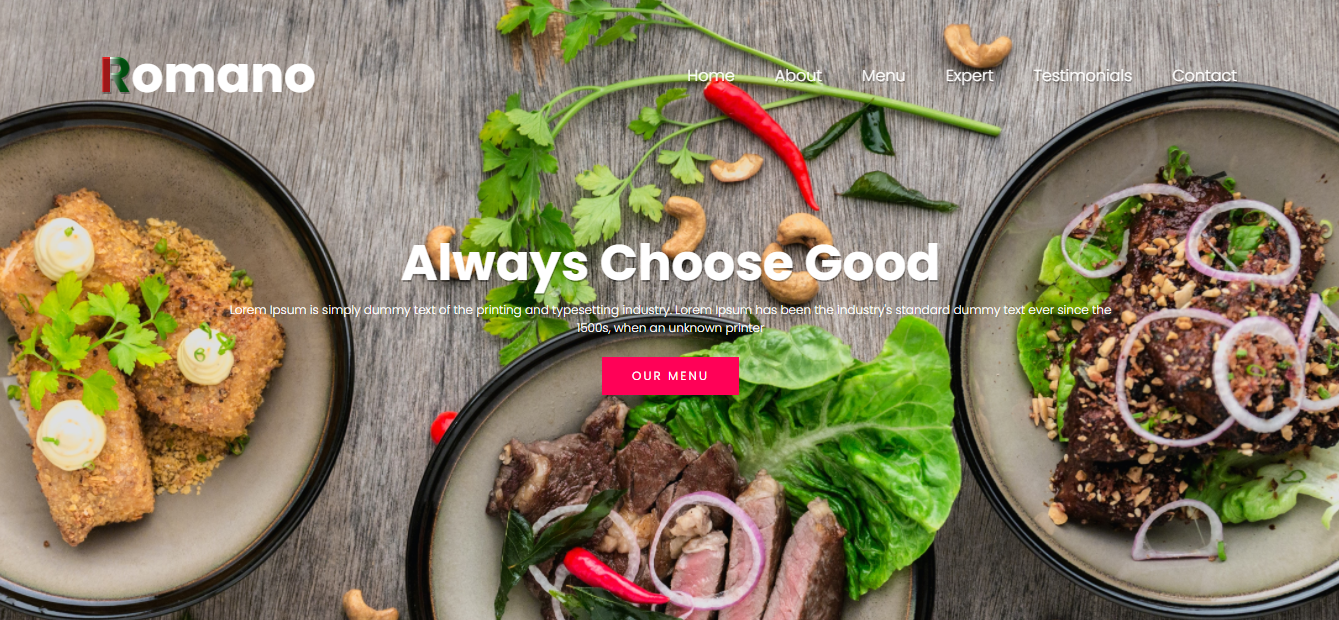 Romano
Home About Menu Expert Testimonials Contact
Always Choose Good
Lorem Ipsum is simply dummy text of the printing and typesetting industry. Lorem Ipsum has been the industry's standard dummy text ever since the
1500s, when an unknown printer
OUR MENU